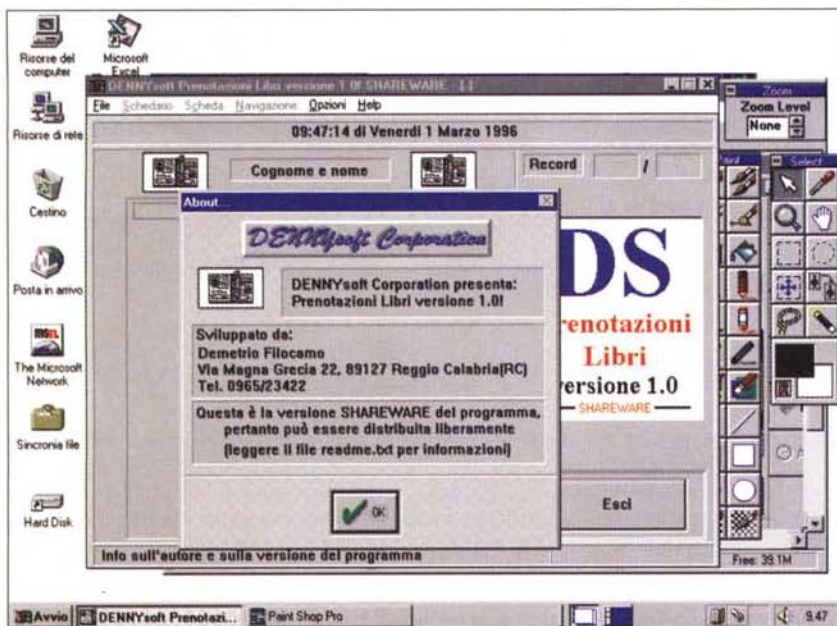 Risorse del
computer
Microsoft
Excel
Risorse di rete
Cestino
Posta in arrivo
The Microsoft
Network
Sincronia file
Hard Disk
DENNYsoft Prenotazioni Libri versione 1.0! SHAREWARE - [ ]
File Schedario Scheda Navigazione Opzioni Help
09:47:14 di Venerdì 1 Marzo 1996
Cognome e nome
Record /
About...
DENNYsoft Corporation
DENNYsoft Corporation presenta:
Prenotazioni Libri versione 1.0!
Sviluppato da:
Demetrio Filocamo
Via Magna Grecia 22, 89127 Reggio Calabria(RC)
Tel. 0965/23422
Questa è la versione SHAREWARE del programma,
pertanto può essere distribuita liberamente
(leggere il file readme.txt per informazioni)
OK
DS
renotazioni
Libri
ersione 1.0
SHAREWARE
Esci
Info sull'autore e sulla versione del programma
Zoom
Zoom Level
None
aint
Select
Free: 39.1M
Avvio
DENNYsoft Prenotazi...
Paint Shop Pro
9.47